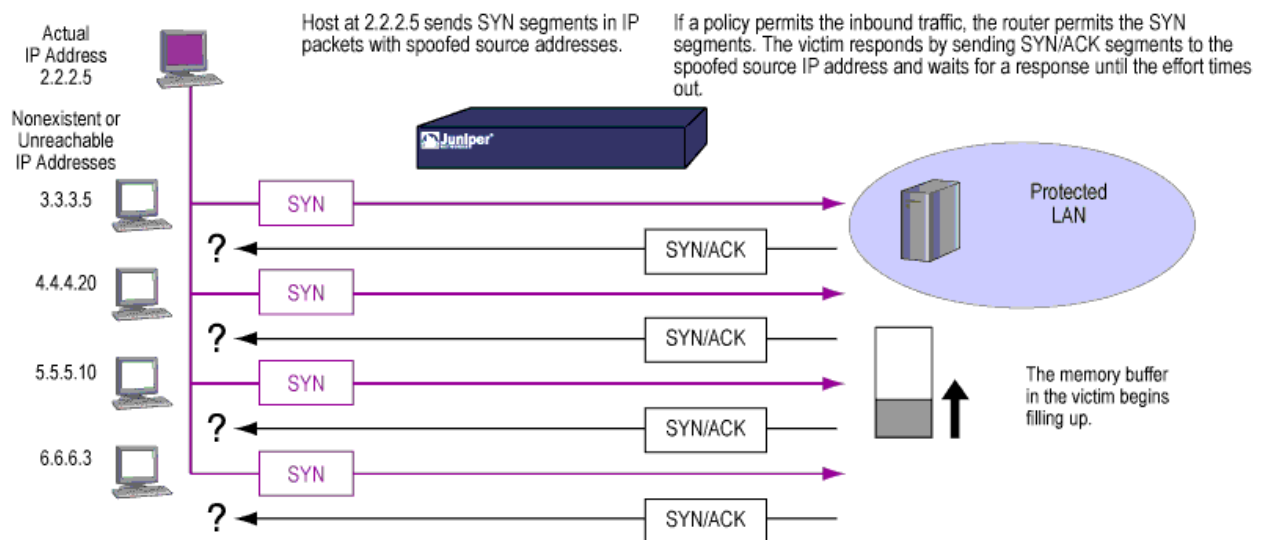 Actual
IP Address
2.2.2.5
Host at 2.2.2.5 sends SYN segments in IP
packets with spoofed source addresses.
If a policy permits the inbound traffic, the router permits the SYN
segments. The victim responds by sending SYN/ACK segments to the
spoofed source IP address and waits for a response until the effort times
out.
Nonexistent or
Unreachable
IP Addresses
Juniper
NETWORKS
3.3.3.5
SYN
Protected
LAN
?
SYN/ACK
4.4.4.20
SYN
?
SYN/ACK
5.5.5.10
SYN
The memory buffer
in the victim begins
filling up.
?
SYN/ACK
6.6.6.3
SYN
?
SYN/ACK